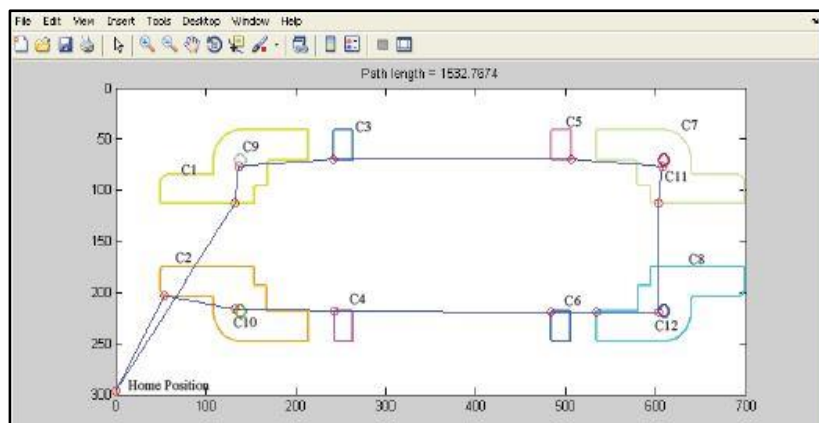 File Edit View Insert Tools Desktop Window Help
Path length = 1532.7674
0
50
100
150
200
250
300
0 100 200 300 400 500 600 700
C9
C3
C5
C7
C1
C11
C2
C8
C10
C4
C6
C12
Home Position